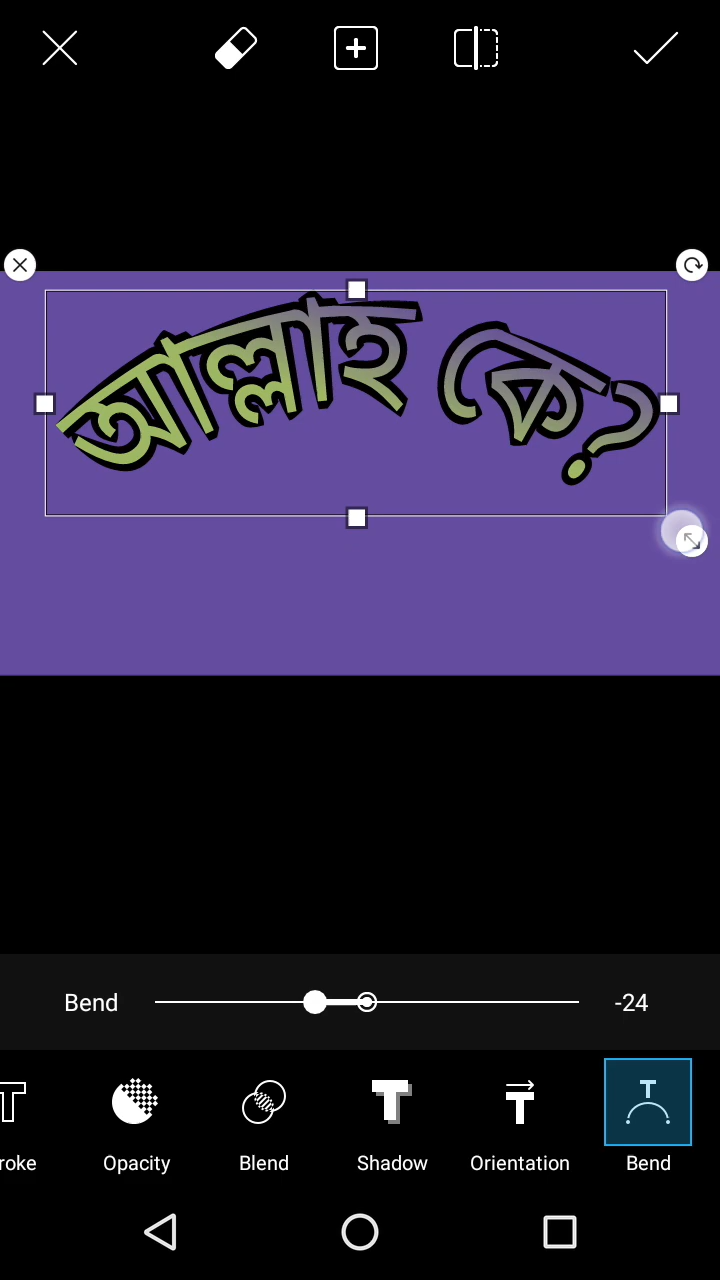 আল্লাহ কে?
Bend -24
roke Opacity Blend Shadow Orientation Bend